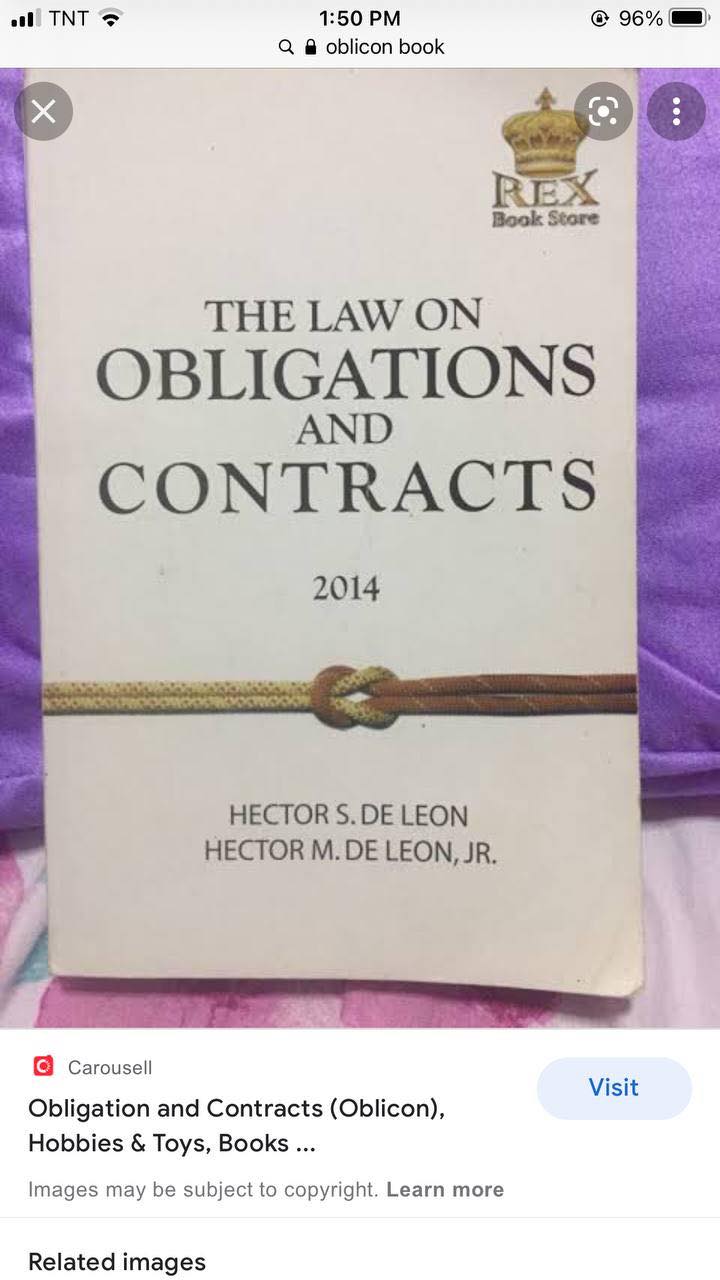 TNT 1:50 PM 96%
oblicon book
REX
Book Store
THE LAW ON
OBLIGATIONS
AND
CONTRACTS
2014
HECTOR S. DE LEON
HECTOR M. DE LEON, JR.
Carousell
Visit
Obligation and Contracts (Oblicon),
Hobbies & Toys, Books ...
Images may be subject to copyright. Learn more
Related images